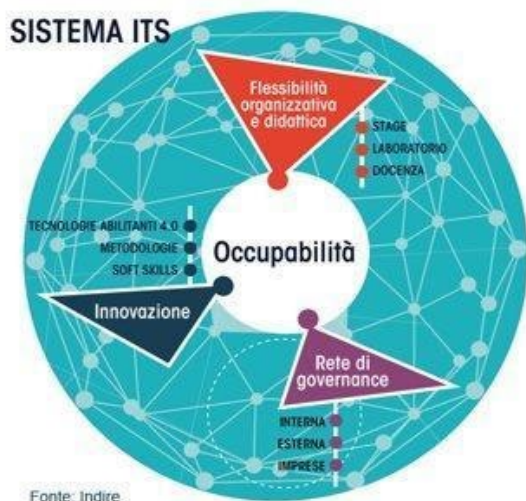 SISTEMA ITS
Flessibilità
organizzativa
e didattica
STAGE
LABORATORIO
DOCENZA
TECNOLOGIE ABILITANTI 4.0
METODOLOGIE
SOFT SKILLS
Occupabilità
Innovazione
Rete di
governance
INTERNA
ESTERNA
IMPRESE
Fonte: Indire